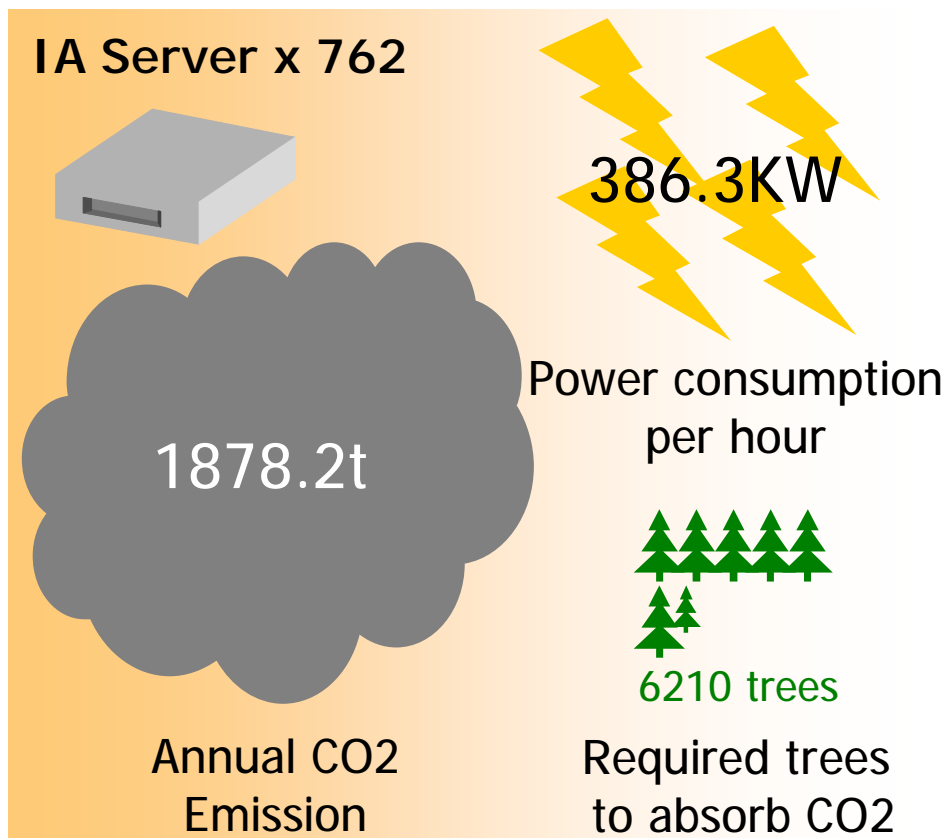 IA Server x 762
386.3KW
Power consumption
per hour
1878.2t
Annual CO2
Emission
6210 trees
Required trees
to absorb CO2